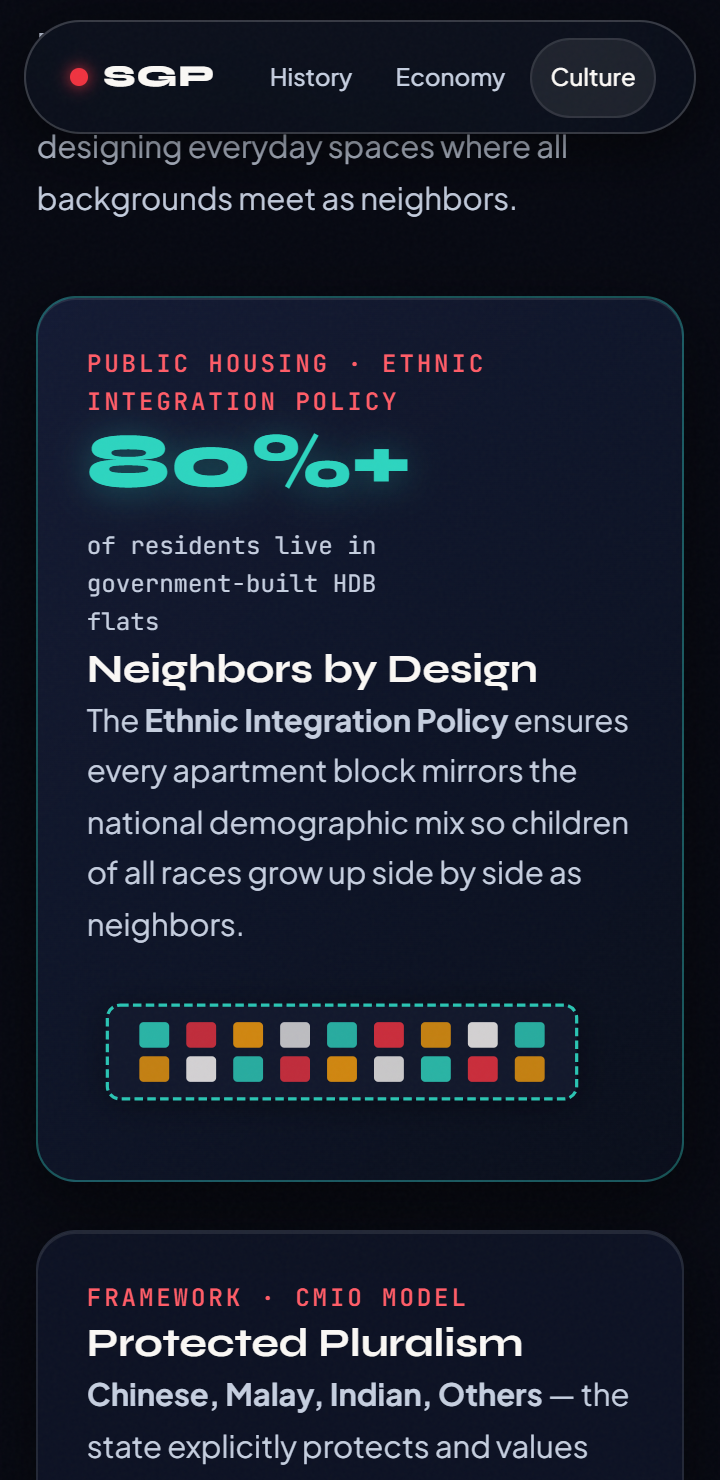 SGP History Economy Culture
designing everyday spaces where all
backgrounds meet as neighbors.
PUBLIC HOUSING · ETHNIC
INTEGRATION POLICY
80%+
of residents live in
government-built HDB
flats
Neighbors by Design
The Ethnic Integration Policy ensures
every apartment block mirrors the
national demographic mix so children
of all races grow up side by side as
neighbors.
FRAMEWORK · CMIO MODEL
Protected Pluralism
Chinese, Malay, Indian, Others — the
state explicitly protects and values